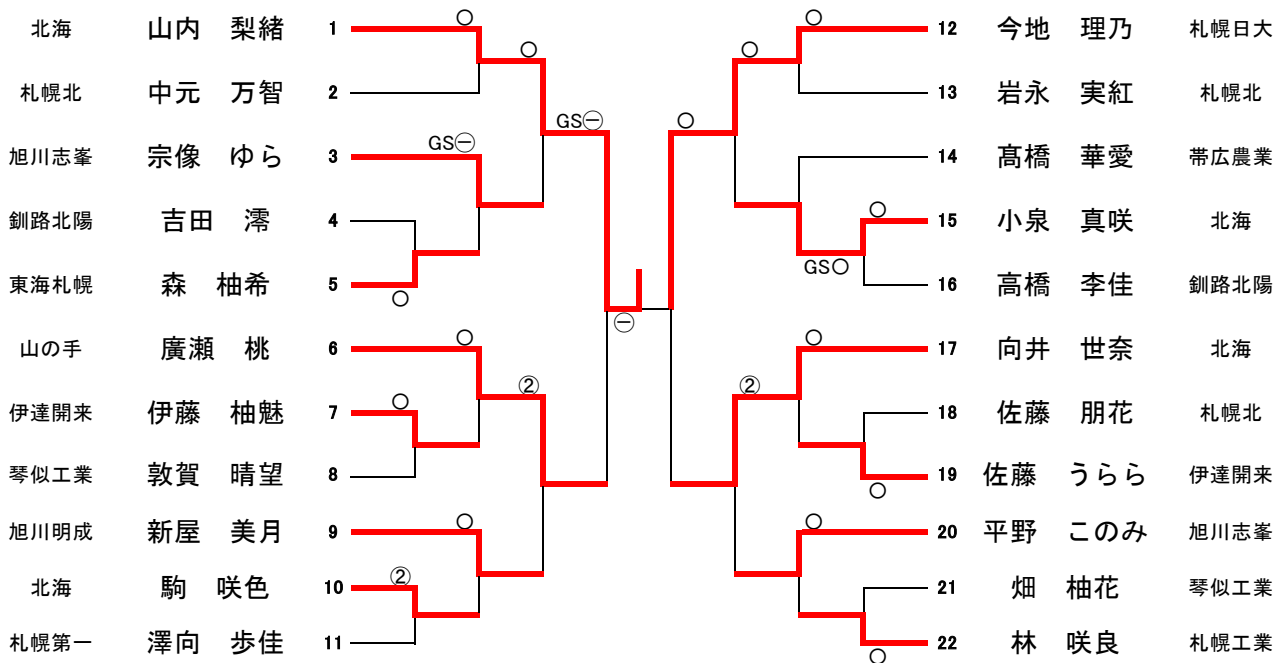 北海 山内 梨緒 1
札幌北 中元 万智 2
旭川志峯 宗像 ゆら 3
釧路北陽 吉田 澪 4
東海札幌 森 柚希 5
山の手 廣瀬 桃 6
伊達開来 伊藤 柚魅 7
琴似工業 敦賀 晴望 8
旭川明成 新屋 美月 9
北海 駒 咲色 10
札幌第一 澤向 歩佳 11
○
○
GS㊀
GS㊀
○
○
②
○
○
②
㊀
○
○
○
○
GS○
○
②
○
○
○
12 今地 理乃 札幌日大
13 岩永 実紅 札幌北
14 髙橋 華愛 帯広農業
15 小泉 真咲 北海
16 高橋 李佳 釧路北陽
17 向井 世奈 北海
18 佐藤 朋花 札幌北
19 佐藤 うらら 伊達開来
20 平野 このみ 旭川志峯
21 畑 柚花 琴似工業
22 林 咲良 札幌工業